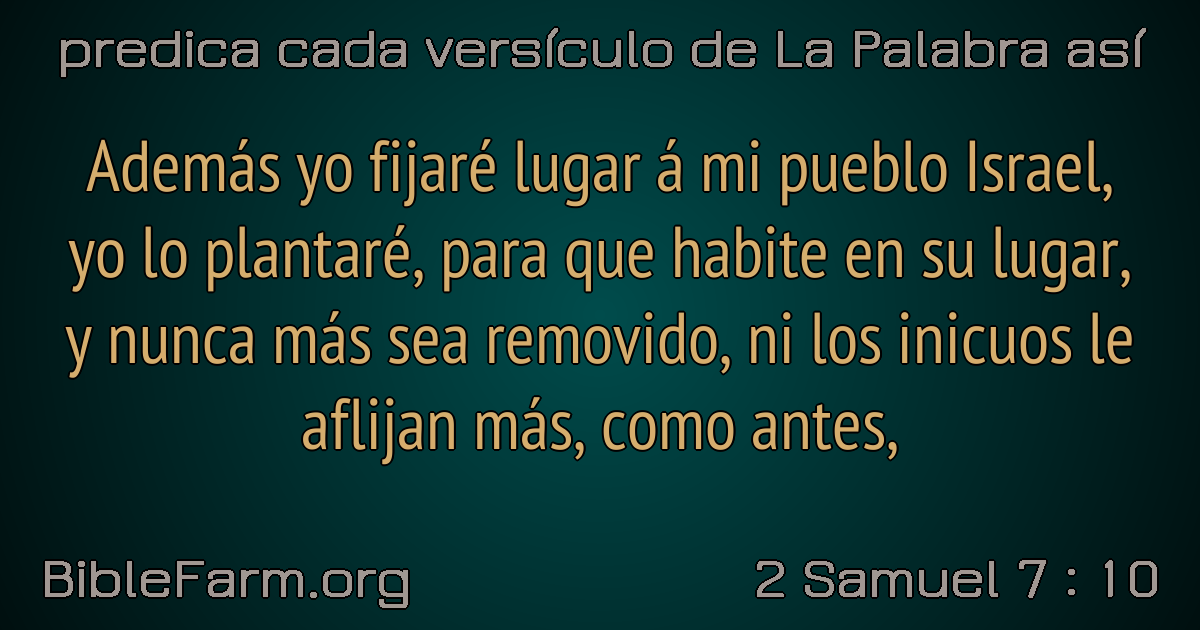 predica cada versículo de La Palabra así
Además yo fijaré lugar á mi pueblo Israel,
yo lo plantaré, para que habite en su lugar,
y nunca más sea removido, ni los inicuos le
aflijan más, como antes,
BibleFarm.org
2 Samuel 7 : 10